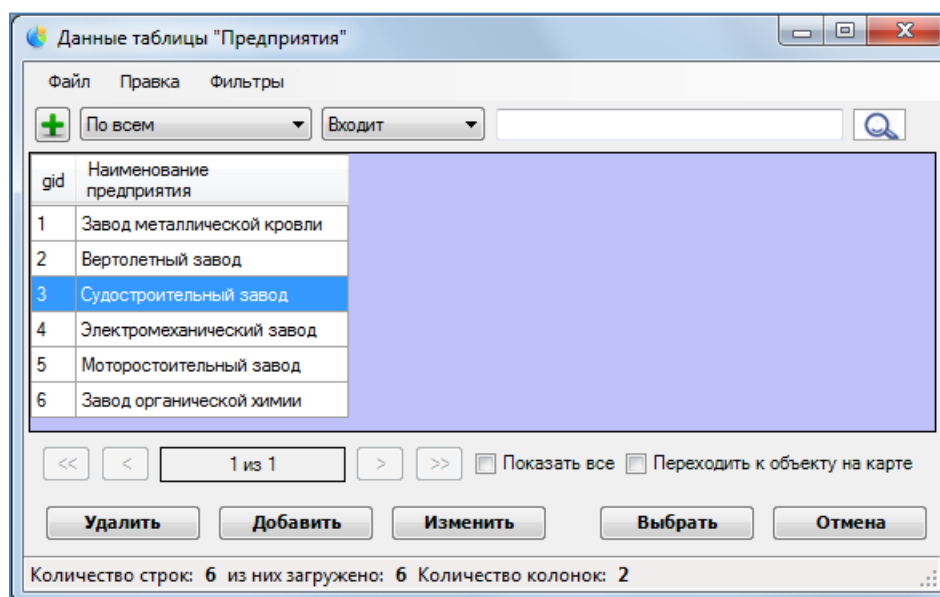 Данные таблицы "Предприятия"
Файл Правка Фильтры
По всем Входит
gid Наименование
предприятия
1 Завод металлической кровли
2 Вертолетный завод
3 Судостроительный завод
4 Электромеханический завод
5 Моторостоительный завод
6 Завод органической химии
<< < 1 из 1 > >> Показать все Переходить к объекту на карте
Удалить Добавить Изменить Выбрать Отмена
Количество строк: 6 из них загружено: 6 Количество колонок: 2